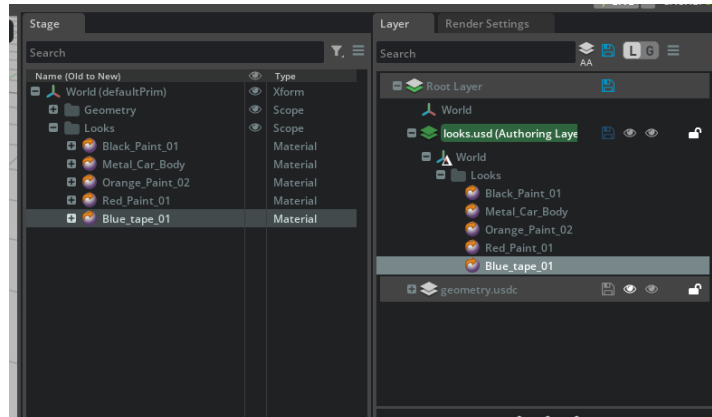 Stage
Search
Name (Old to New)
Type
World (defaultPrim)
Xform
Geometry
Scope
Looks
Scope
Black_Paint_01
Material
Metal_Car_Body
Material
Orange_Paint_02
Material
Red_Paint_01
Material
Blue_tape_01
Material
Layer
Render Settings
Search
AA
L
G
Root Layer
World
looks.usd (Authoring Laye
World
Looks
Black_Paint_01
Metal_Car_Body
Orange_Paint_02
Red_Paint_01
Blue_tape_01
geometry.usdc